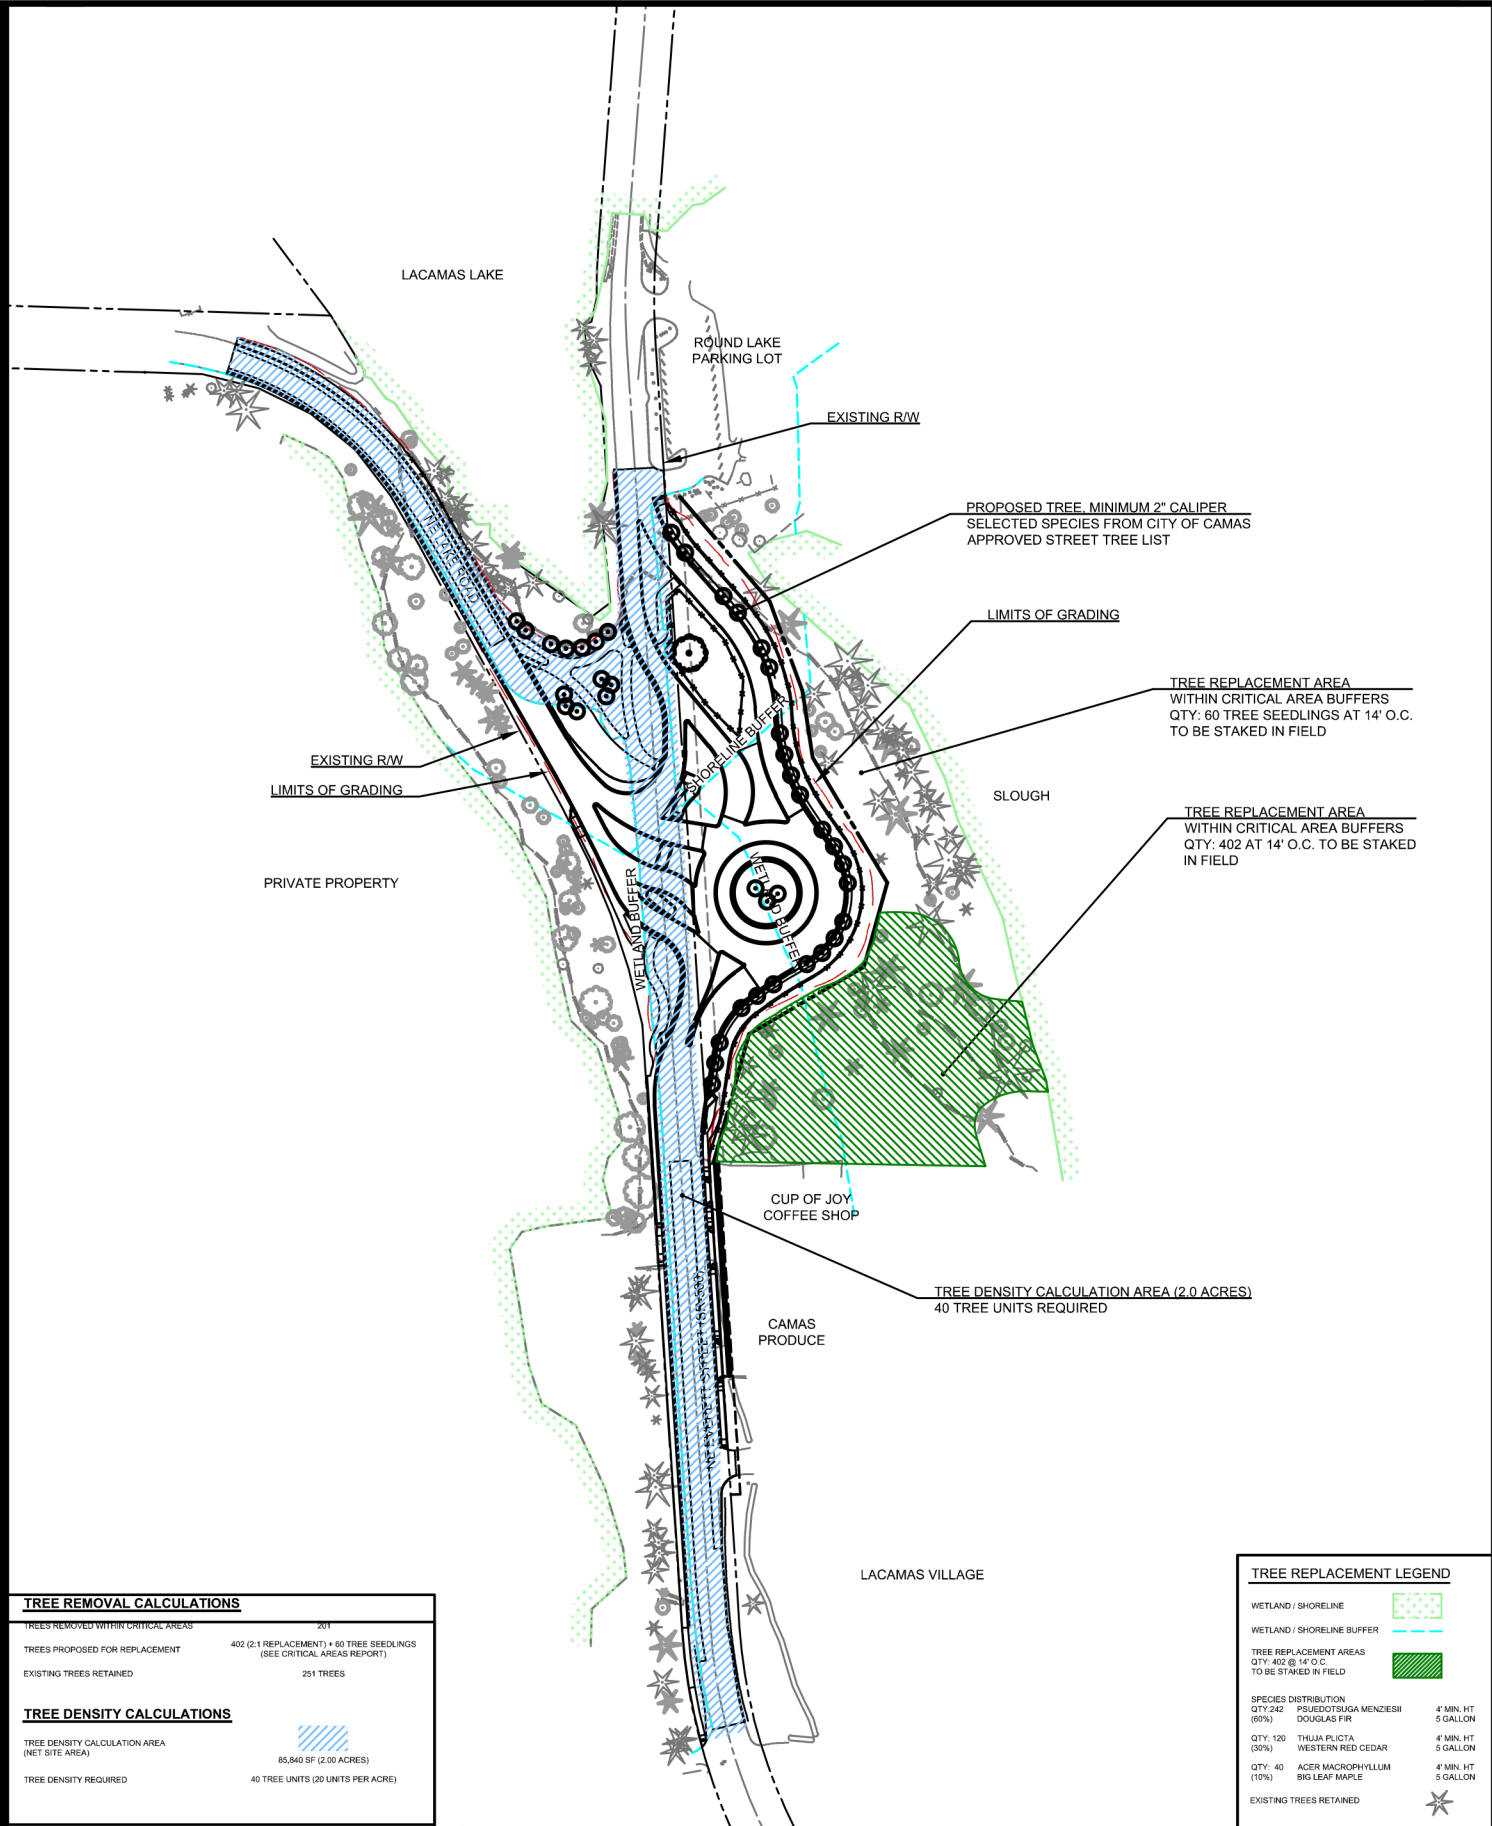 LACAMAS LAKE
ROUND LAKE
PARKING LOT
EXISTING R/W
PROPOSED TREE, MINIMUM 2" CALIPER
SELECTED SPECIES FROM CITY OF CAMAS
APPROVED STREET TREE LIST
NE LAKE ROAD
LIMITS OF GRADING
TREE REPLACEMENT AREA
WITHIN CRITICAL AREA BUFFERS
QTY: 60 TREE SEEDLINGS AT 14' O.C.
TO BE STAKED IN FIELD
SHORELINE BUFFER
EXISTING R/W
LIMITS OF GRADING
SLOUGH
TREE REPLACEMENT AREA
WITHIN CRITICAL AREA BUFFERS
QTY: 402 AT 14' O.C. TO BE STAKED
IN FIELD
PRIVATE PROPERTY
WETLAND BUFFER
WETLAND BUFFER
CUP OF JOY
COFFEE SHOP
TREE DENSITY CALCULATION AREA (2.0 ACRES)
40 TREE UNITS REQUIRED
CAMAS
PRODUCE
NE EVERETT STREET (SR-500)
LACAMAS VILLAGE
TREE REMOVAL CALCULATIONS
TREES REMOVED WITHIN CRITICAL AREAS 201
TREES PROPOSED FOR REPLACEMENT 402 (2:1 REPLACEMENT) + 60 TREE SEEDLINGS
(SEE CRITICAL AREAS REPORT)
EXISTING TREES RETAINED 251 TREES
TREE DENSITY CALCULATIONS
TREE DENSITY CALCULATION AREA
(NET SITE AREA)
85,840 SF (2.00 ACRES)
TREE DENSITY REQUIRED 40 TREE UNITS (20 UNITS PER ACRE)
TREE REPLACEMENT LEGEND
WETLAND / SHORELINE
WETLAND / SHORELINE BUFFER
TREE REPLACEMENT AREAS
QTY: 402 @ 14' O.C.
TO BE STAKED IN FIELD
SPECIES DISTRIBUTION
QTY:242 PSUEDOTSUGA MENZIESII 4' MIN. HT
(60%) DOUGLAS FIR 5 GALLON
QTY: 120 THUJA PLICTA 4' MIN. HT
(30%) WESTERN RED CEDAR 5 GALLON
QTY: 40 ACER MACROPHYLLUM 4' MIN. HT
(10%) BIG LEAF MAPLE 5 GALLON
EXISTING TREES RETAINED